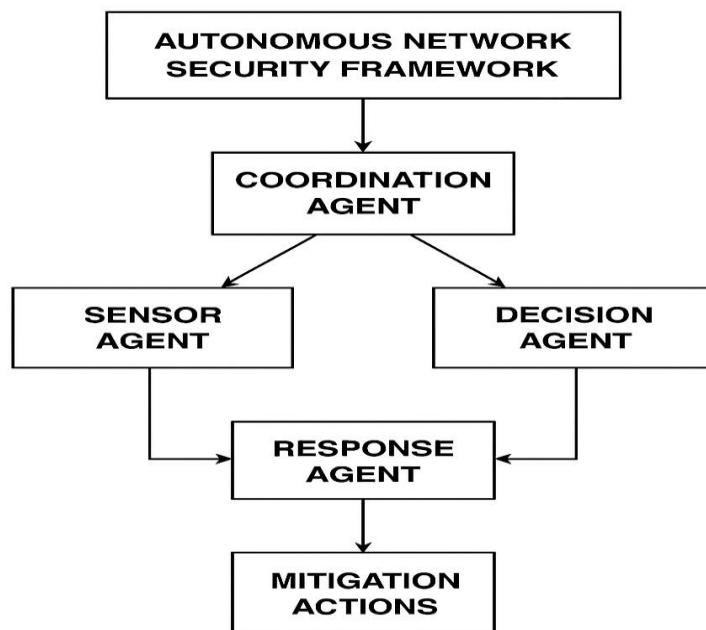 AUTONOMOUS NETWORK
SECURITY FRAMEWORK
COORDINATION
AGENT
SENSOR
AGENT
DECISION
AGENT
RESPONSE
AGENT
MITIGATION
ACTIONS